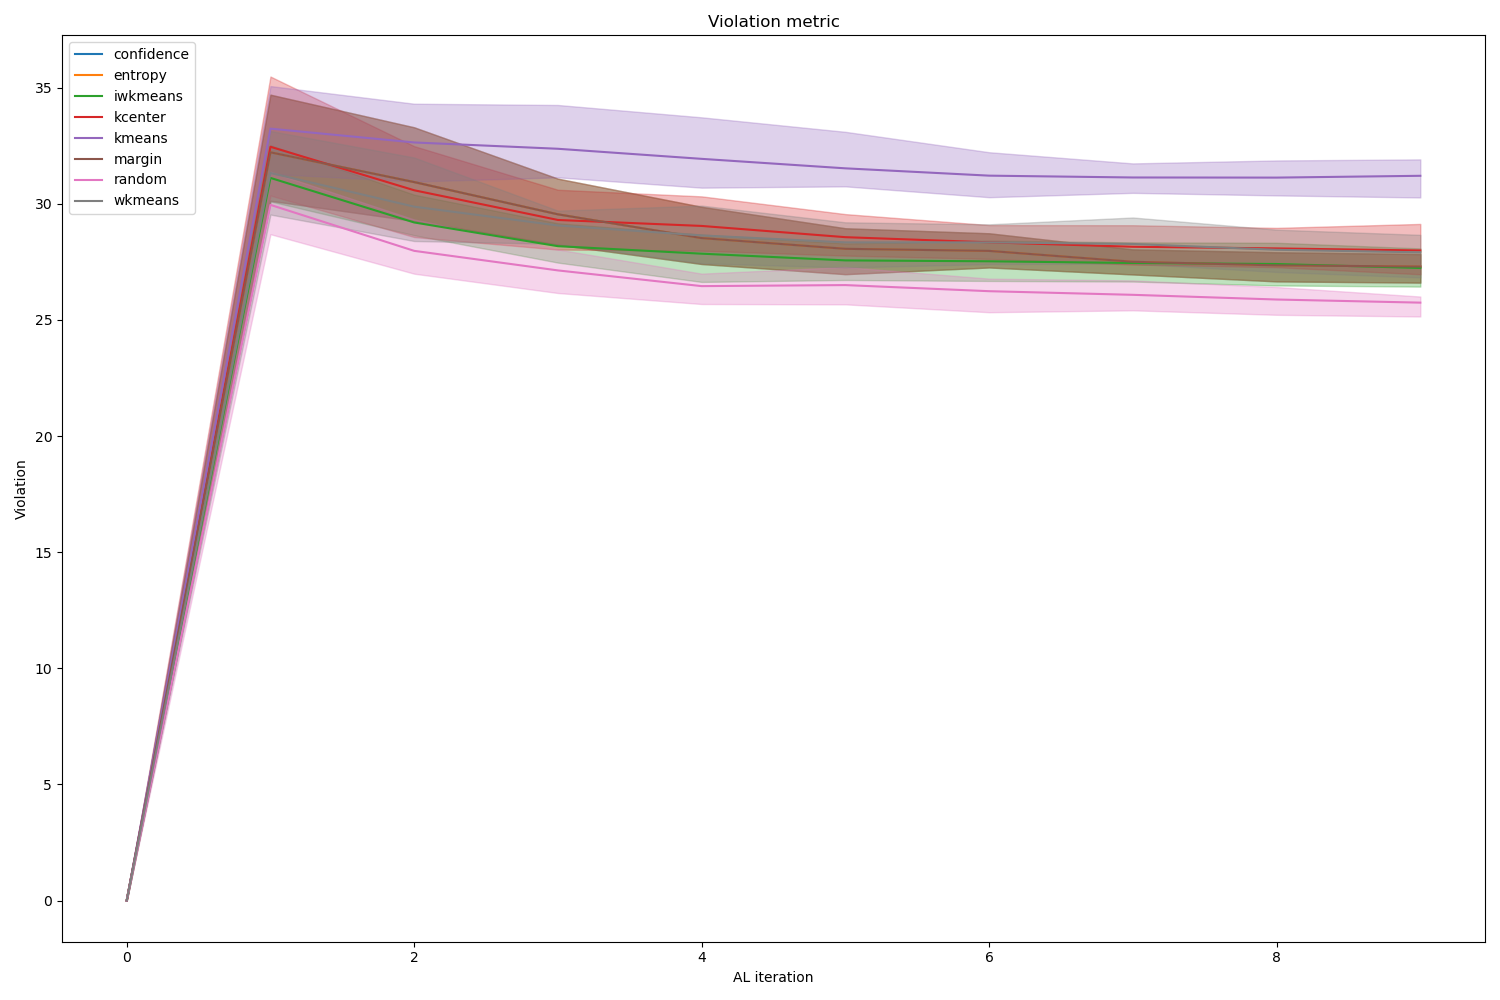 Violation metric
confidence
entropy
iwkmeans
kcenter
kmeans
margin
random
wkmeans
35
30
25
20
15
10
5
0
Violation
0 2 4 6 8
AL iteration